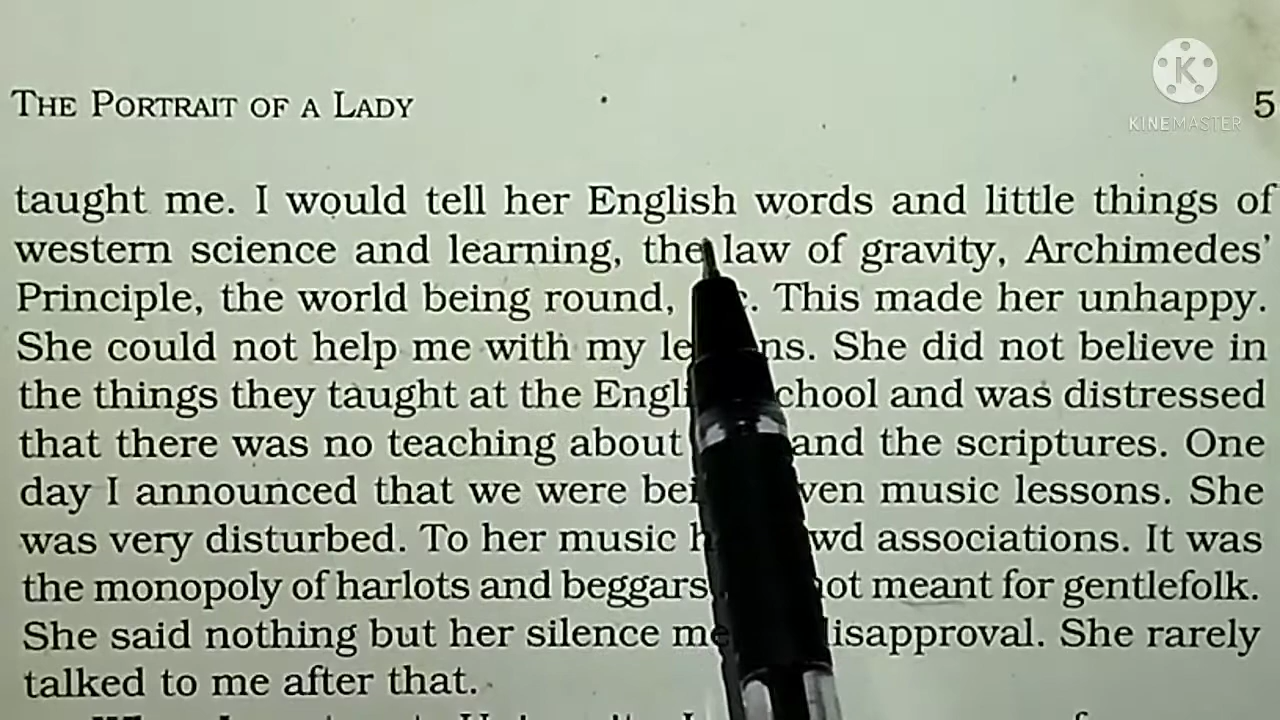 THE PORTRAIT OF A LADY 5
K
KINEMASTER
taught me. I would tell her English words and little things of
western science and learning, the law of gravity, Archimedes'
Principle, the world being round, c. This made her unhappy.
She could not help me with my le ns. She did not believe in
the things they taught at the Engli chool and was distressed
that there was no teaching about and the scriptures. One
day I announced that we were bei ven music lessons. She
was very disturbed. To her music h wd associations. It was
the monopoly of harlots and beggars ot meant for gentlefolk.
She said nothing but her silence me disapproval. She rarely
talked to me after that.